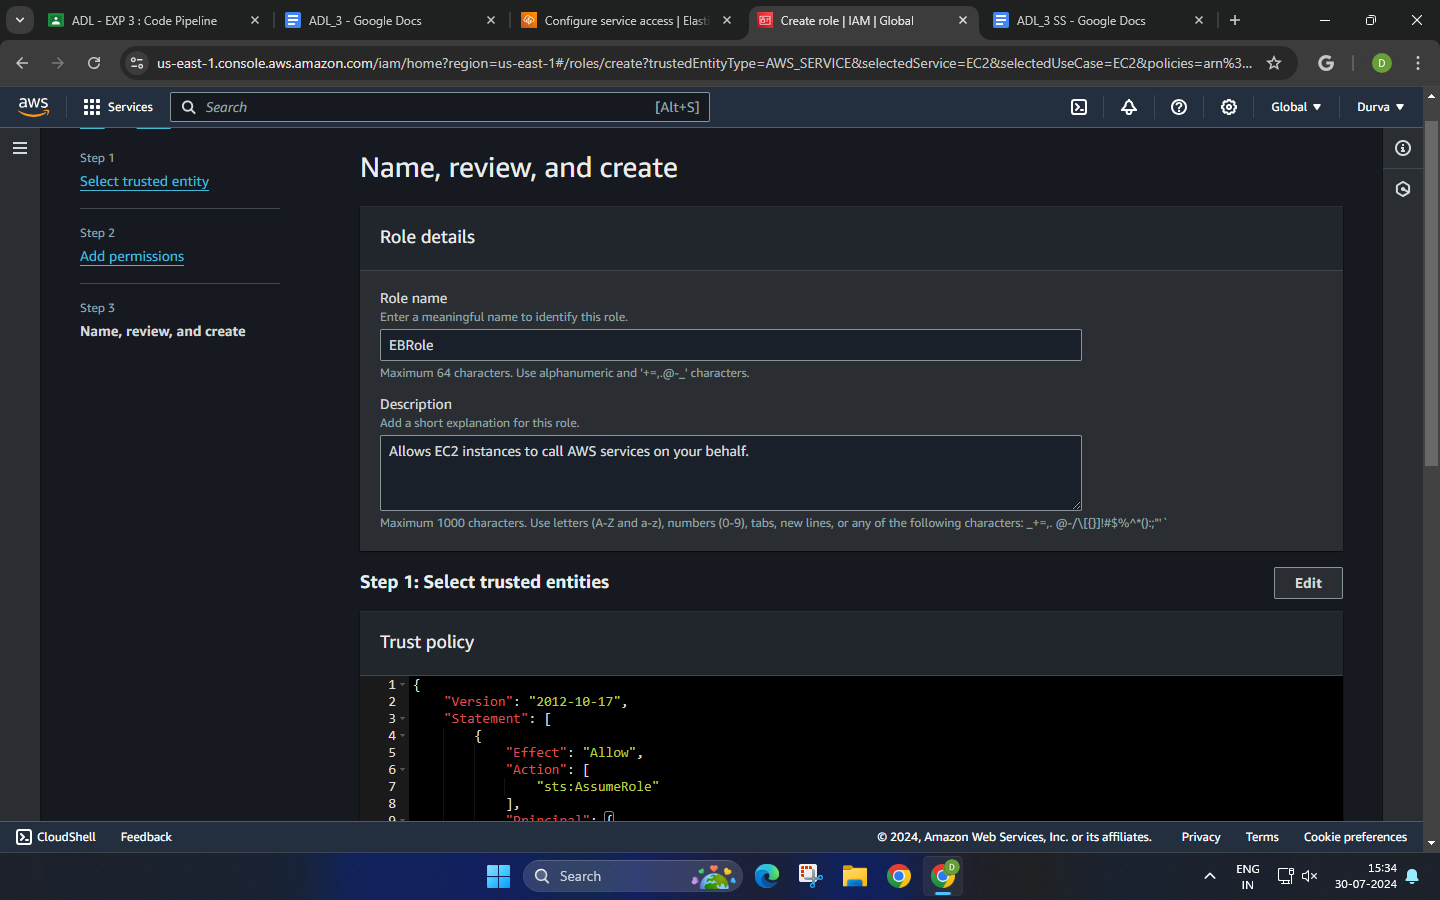 ADL - EXP 3 : Code Pipeline
ADL_3 - Google Docs
Configure service access | Elasti
Create role | IAM | Global
ADL_3 SS - Google Docs
us-east-1.console.aws.amazon.com/iam/home?region=us-east-1#/roles/create?trustedEntityType=AWS_SERVICE&selectedService=EC2&selectedUseCase=EC2&policies=arn%3...
G
D
aws
Services
Search
[Alt+S]
Global
Durva
Step 1
Select trusted entity
Step 2
Add permissions
Step 3
Name, review, and create
Name, review, and create
Role details
Role name
Enter a meaningful name to identify this role.
EBRole
Maximum 64 characters. Use alphanumeric and '+=,.@-_' characters.
Description
Add a short explanation for this role.
Allows EC2 instances to call AWS services on your behalf.
Maximum 1000 characters. Use letters (A-Z and a-z), numbers (0-9), tabs, new lines, or any of the following characters: _+=,. @-/\[{}]!#$%^*();:"'`
Step 1: Select trusted entities
Edit
Trust policy
1 {
2 "Version": "2012-10-17",
3 "Statement": [
4 {
5 "Effect": "Allow",
6 "Action": [
7 "sts:AssumeRole"
8 ],
9 "Principal": {
CloudShell
Feedback
© 2024, Amazon Web Services, Inc. or its affiliates.
Privacy
Terms
Cookie preferences
Search
D
ENG
IN
15:34
30-07-2024